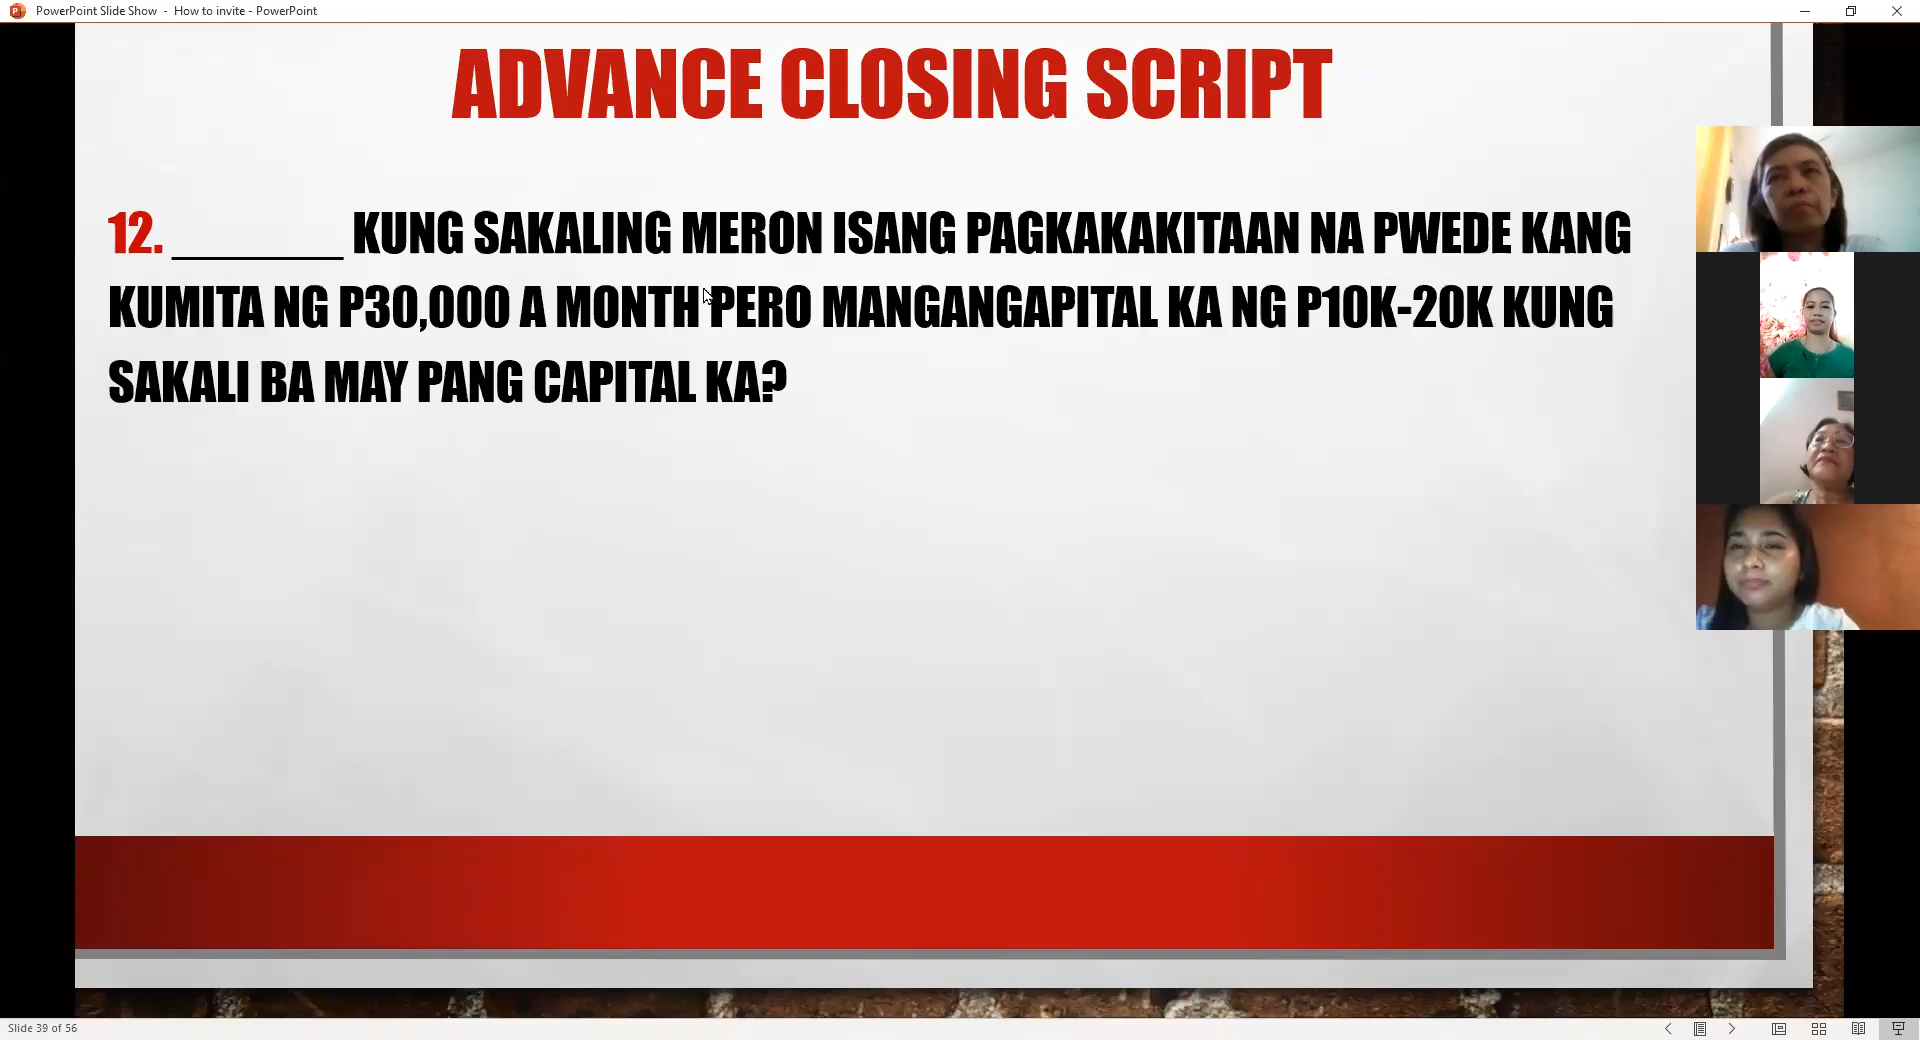 PowerPoint Slide Show - How to invite - PowerPoint
ADVANCE CLOSING SCRIPT
12. ______ KUNG SAKALING MERON ISANG PAGKAKAKITAAN NA PWEDE KANG
KUMITA NG P30,000 A MONTH PERO MANGANGAPITAL KA NG P10K-20K KUNG
SAKALI BA MAY PANG CAPITAL KA?
Slide 39 of 56